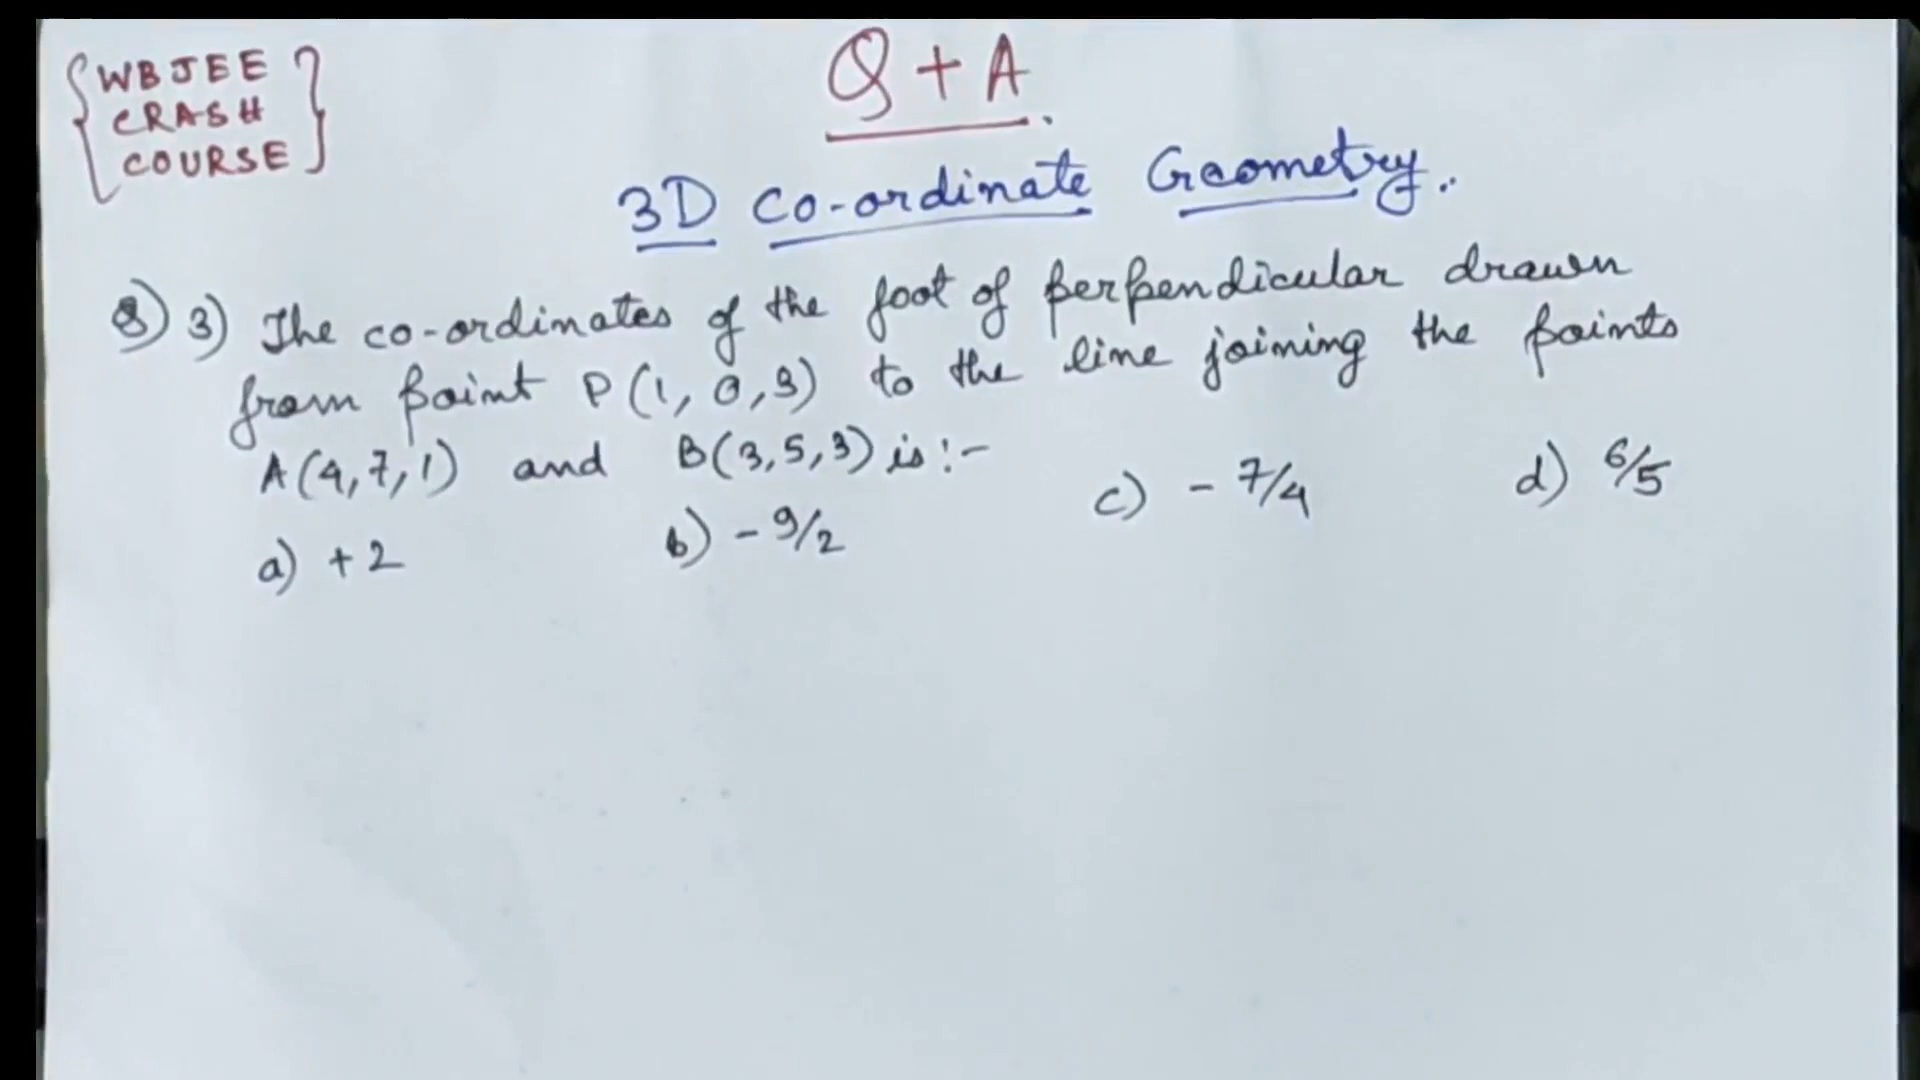 WBJEE
CRASH
COURSE
Q + A.
3D Co-ordinate Geometry..
Q) 3) The co-ordinates of the foot of perpendicular drawn
from point P(1, 0, 3) to the line joining the points
A(4, 7, 1) and B(3, 5, 3) is :-
a) + 2 b) - 9/2 c) - 7/4 d) 6/5